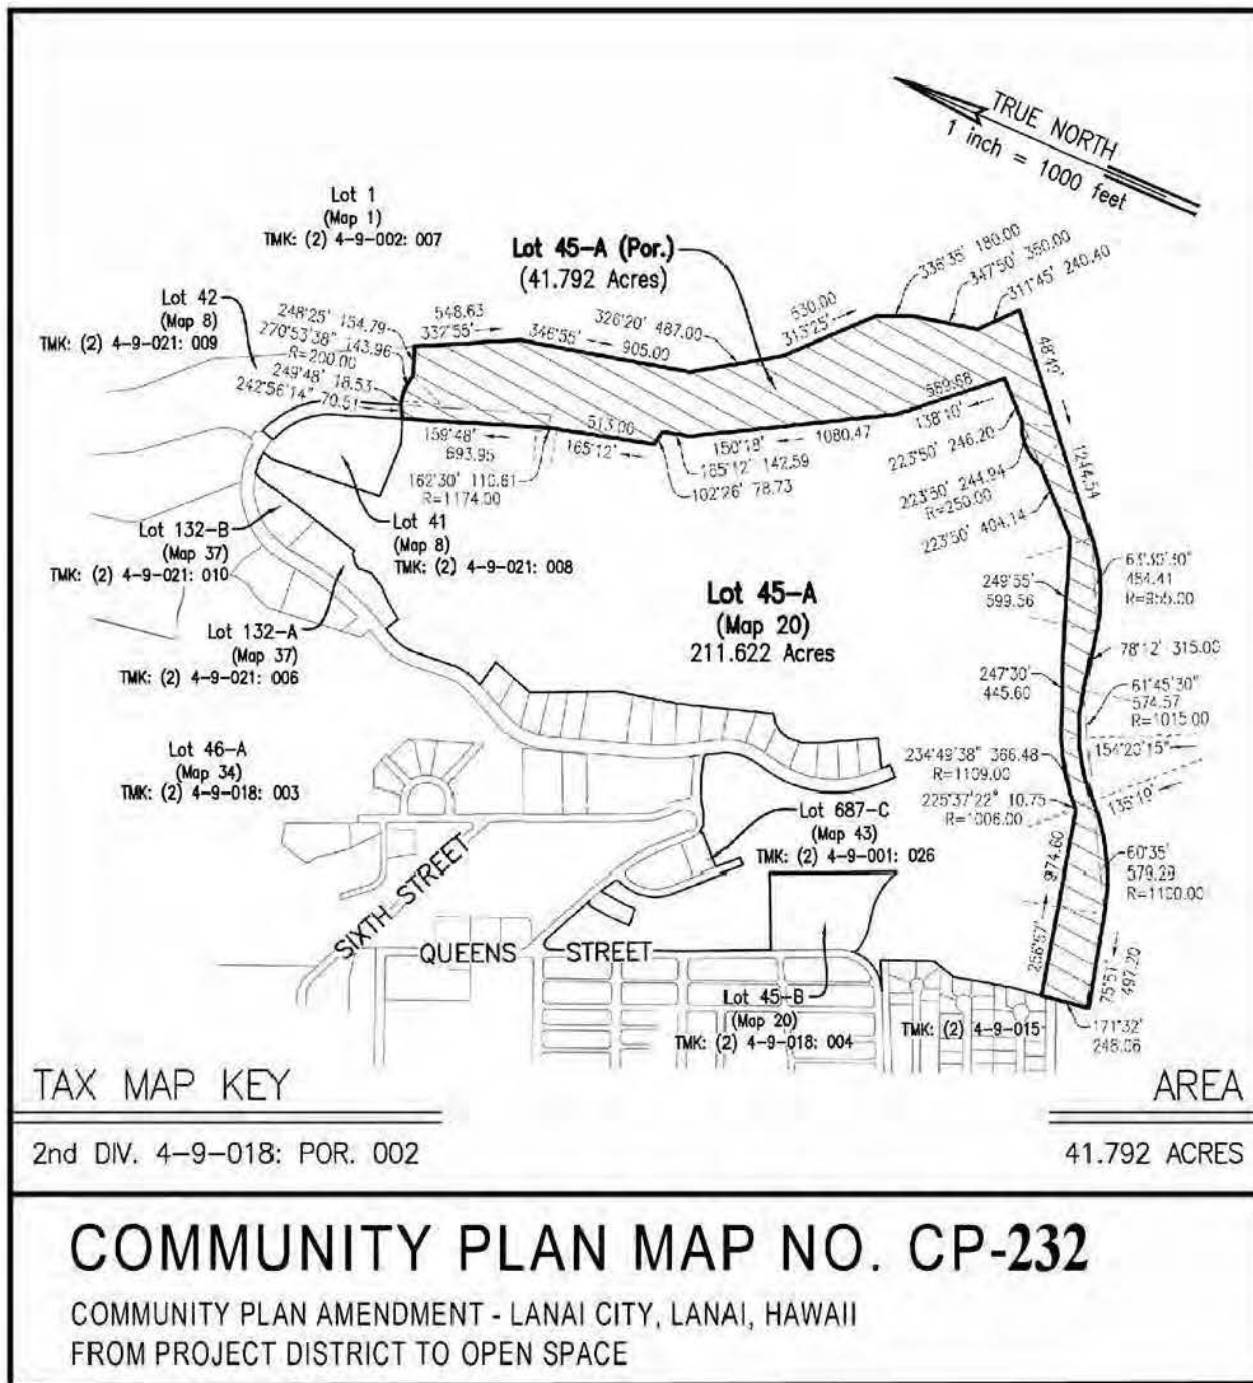 TRUE NORTH
1 inch = 1000 feet
Lot 1
(Map 1)
TMK: (2) 4-9-002: 007
Lot 45-A (Por.)
(41.792 Acres)
336°35' 180.00
347°50' 350.00
311°45' 240.40
530.00
313°25'
326°20' 487.00
346°55'
905.00
548.63
337°55'
Lot 42
(Map 8)
TMK: (2) 4-9-021: 009
248°25' 154.79
270°53'38" 143.96
R=200.00
249°48' 18.53
242°56'14" 70.51
48°49'
1244.54
138°10'
223°50' 246.20
223°50' 244.94
R=250.00
223°50' 404.14
513.00
159°48'
693.95
165°12'
150°18'
1080.47
165°12' 142.59
102°26' 78.73
162°30' 110.61
R=1174.00
Lot 41
(Map 8)
TMK: (2) 4-9-021: 008
Lot 132-B
(Map 37)
TMK: (2) 4-9-021: 010
Lot 132-A
(Map 37)
TMK: (2) 4-9-021: 006
Lot 45-A
(Map 20)
211.622 Acres
249°55'
599.56
R=955.00
78°12' 315.00
247°30'
445.60
61°45'30"
574.57
R=1015.00
154°20'15"
135°19'
234°49'38" 366.48
R=1109.00
225°37'22" 10.75
R=1006.00
Lot 46-A
(Map 34)
TMK: (2) 4-9-018: 003
Lot 687-C
(Map 43)
TMK: (2) 4-9-001: 026
60°35'
579.29
R=1100.00
974.60
256°57'
75°51'
497.20
171°32'
248.06
SIXTH STREET
QUEENS STREET
Lot 45-B
(Map 20)
TMK: (2) 4-9-018: 004
TMK: (2) 4-9-015
TAX MAP KEY
AREA
2nd DIV. 4-9-018: POR. 002
41.792 ACRES
COMMUNITY PLAN MAP NO. CP-232
COMMUNITY PLAN AMENDMENT - LANAI CITY, LANAI, HAWAII
FROM PROJECT DISTRICT TO OPEN SPACE